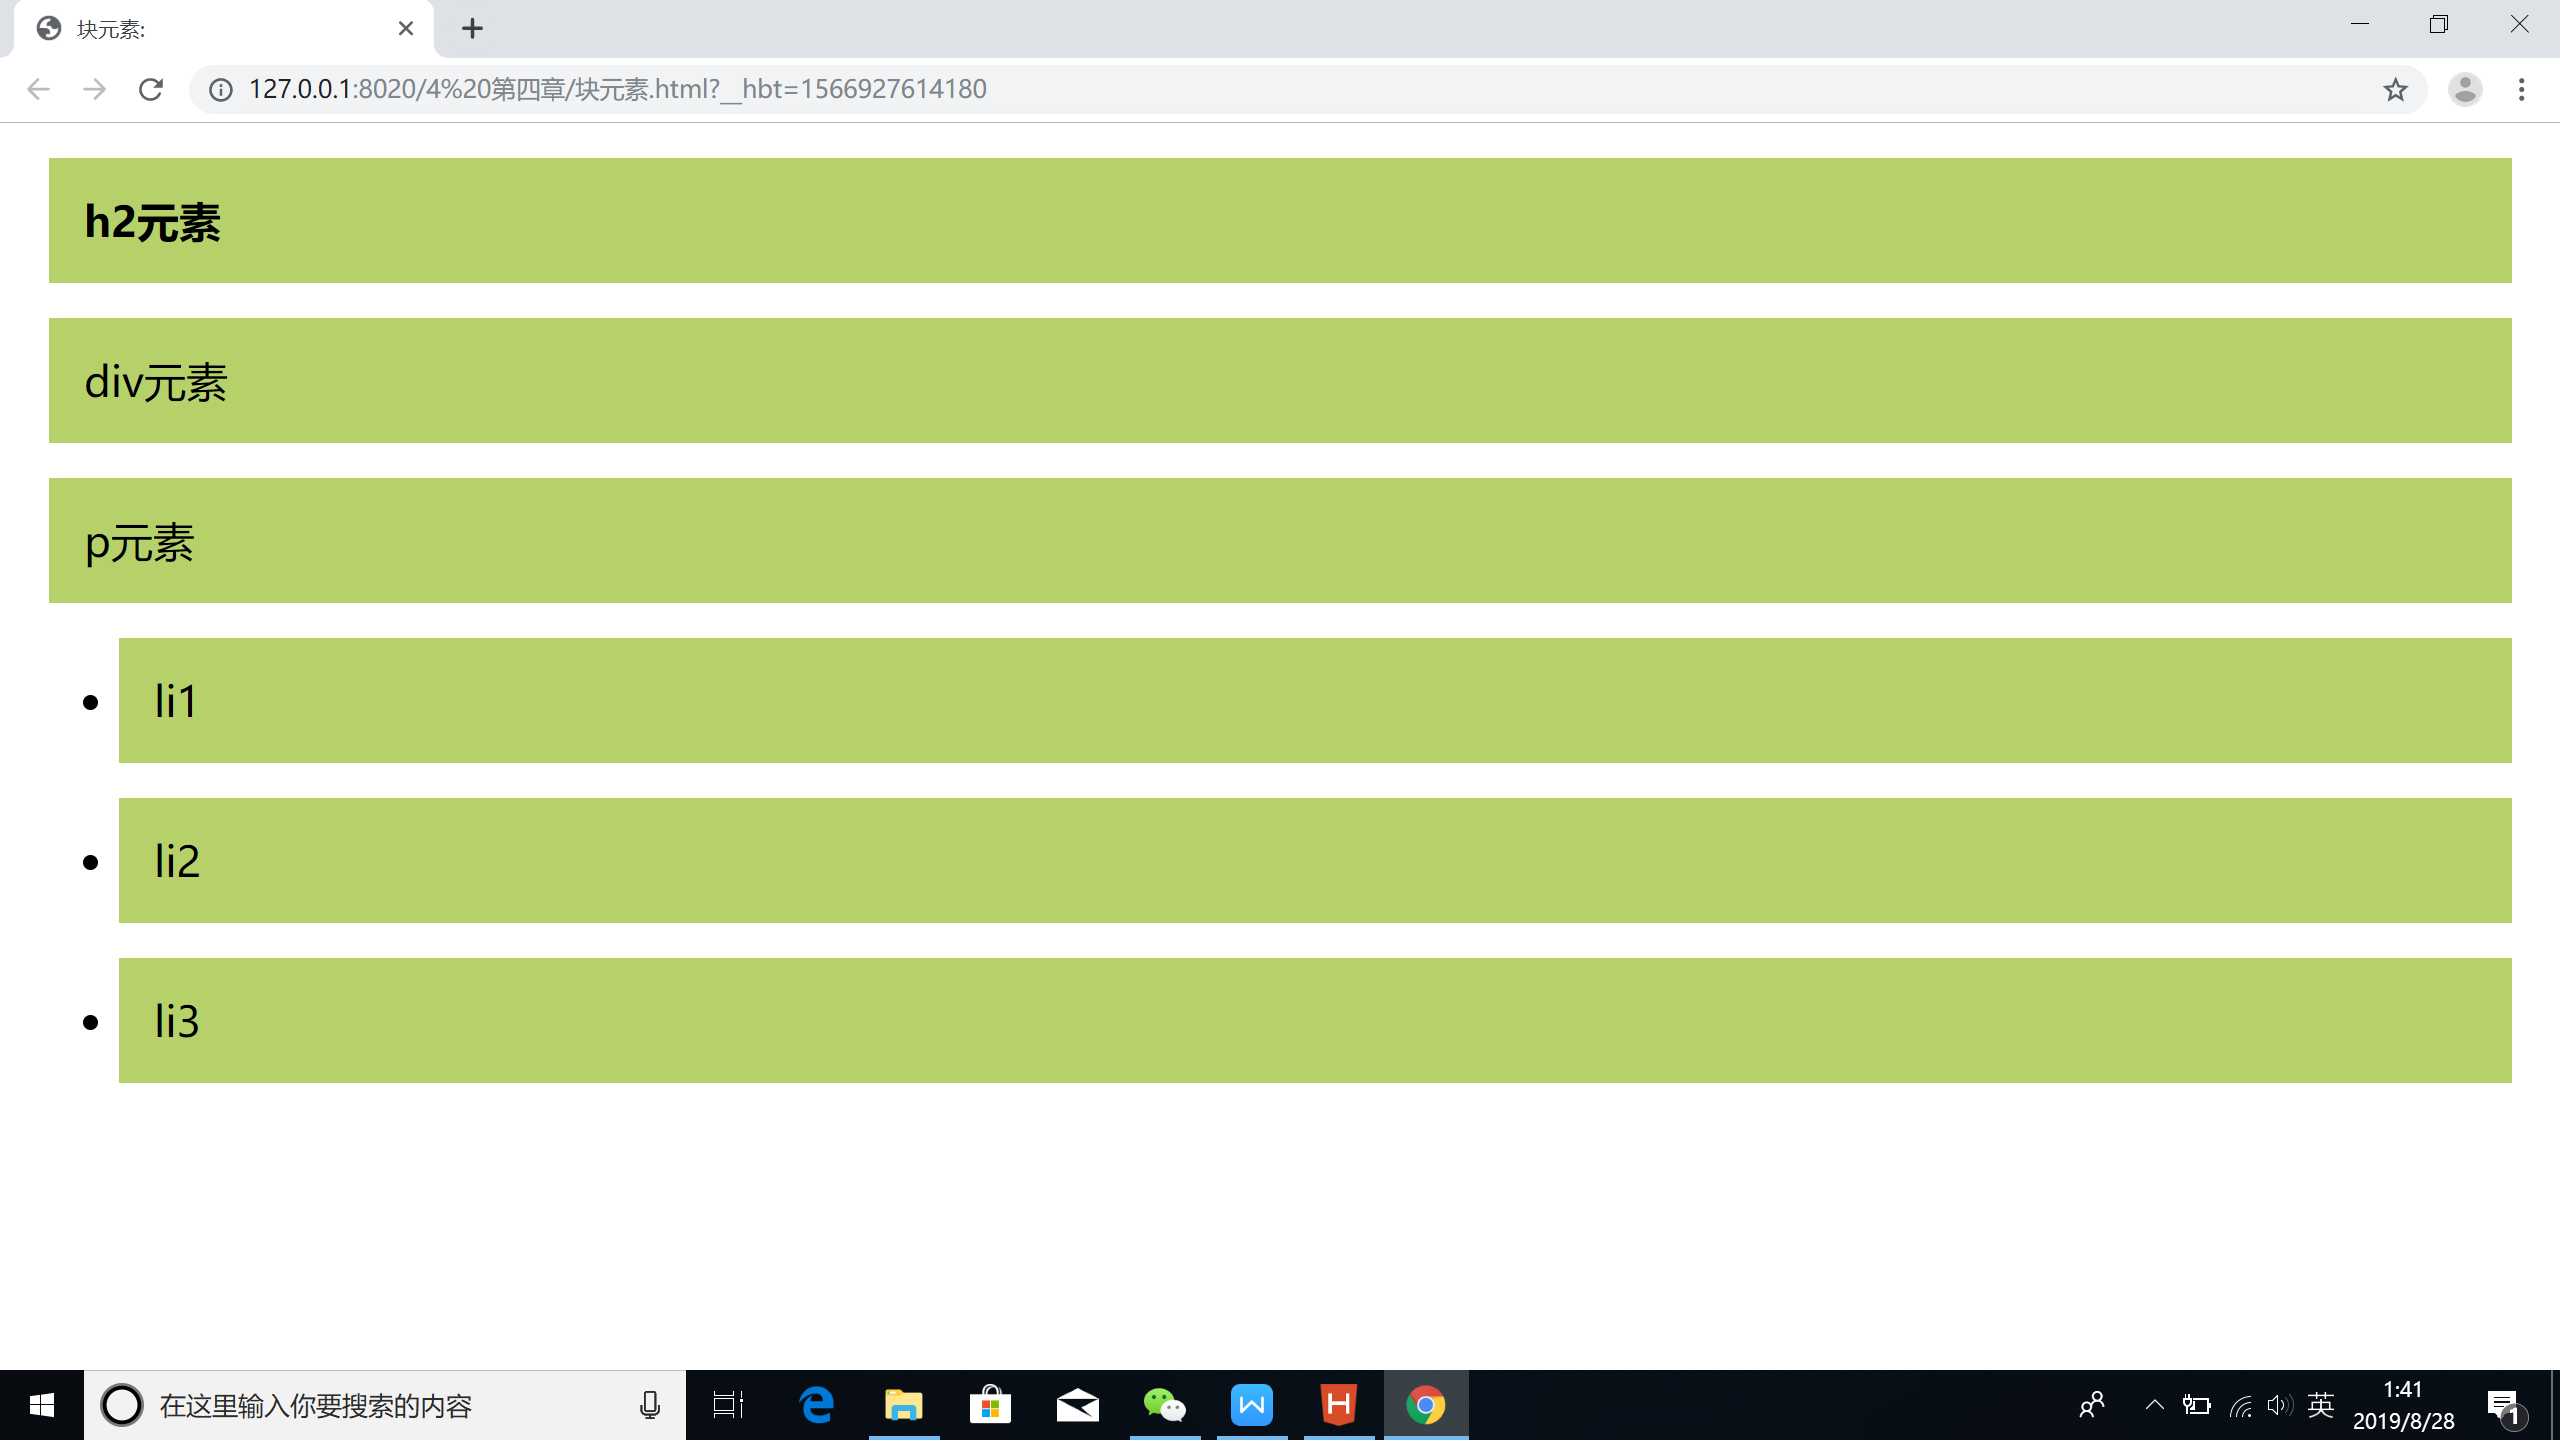 块元素:
127.0.0.1:8020/4%20第四章/块元素.html?__hbt=1566927614180
h2元素
div元素
p元素
li1
li2
li3
在这里输入你要搜索的内容
英
1:41
2019/8/28
1